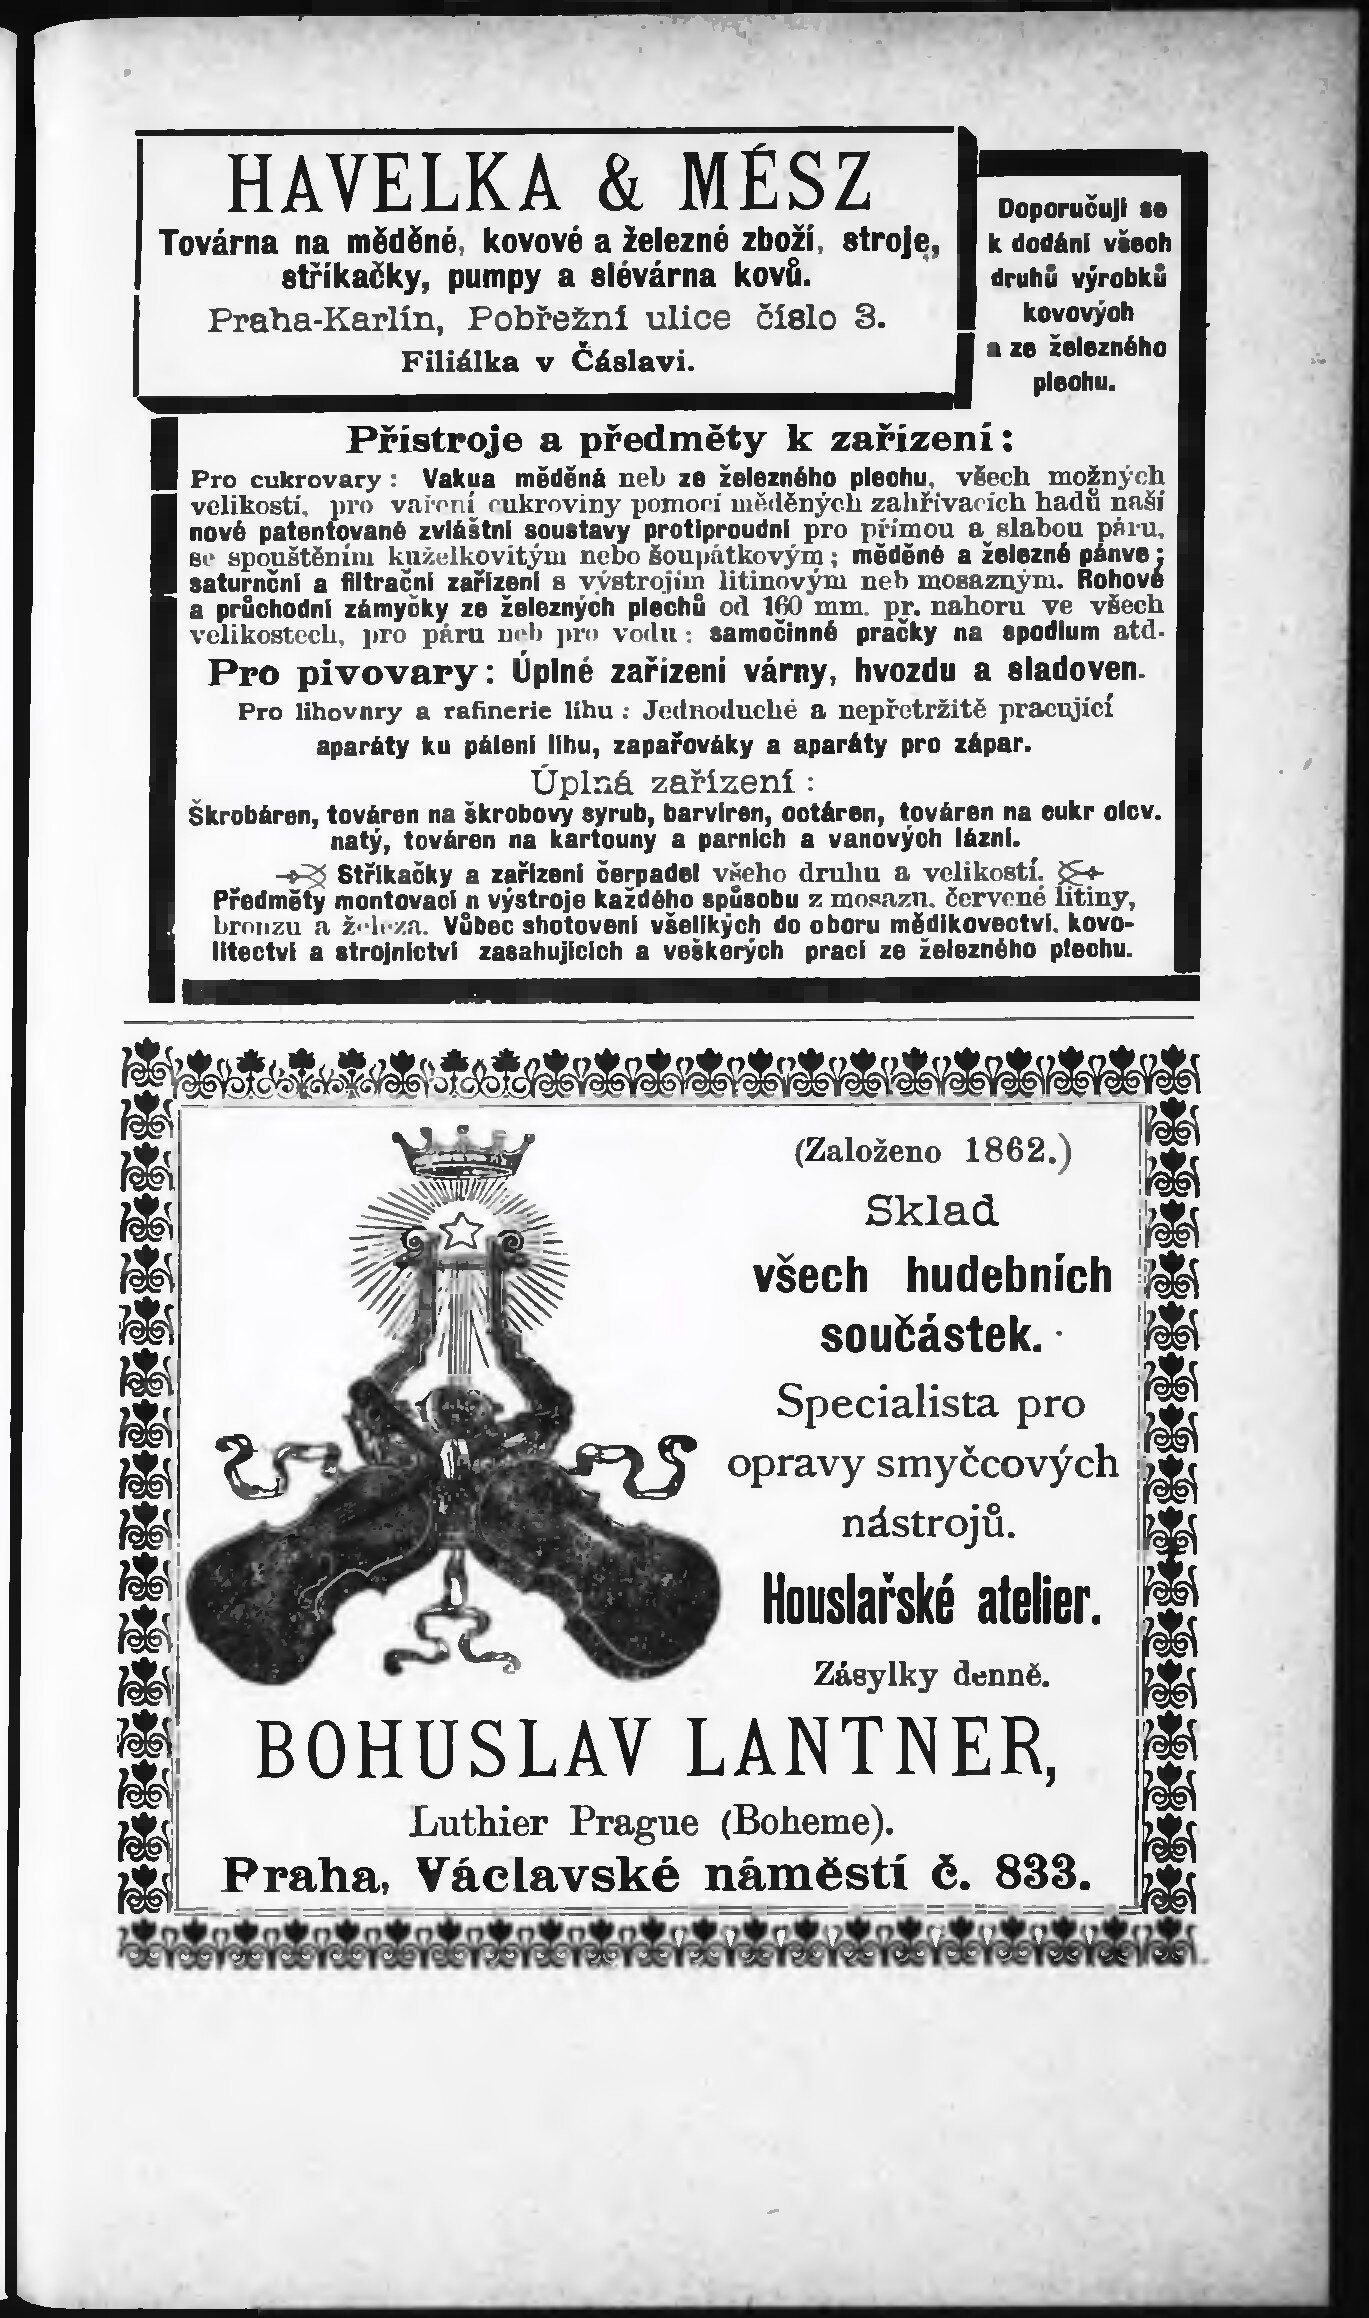 HAVELKA & MÉSZ
Továrna na měděné, kovové a železné zboží, stroje,
stříkačky, pumpy a slévárna kovů.
Praha-Karlín, Pobřežní ulice číslo 3.
Filiálka v Čáslavi.
Doporučují se
k dodání všech
druhů výrobků
kovových
a ze železného
plechu.
Přístroje a předměty k zařízení:
Pro cukrovary: Vakua měděná neb ze železného plechu, všech možných
velikostí, pro vaření cukroviny pomocí měděných zahřívacích hadů naší
nové patentované zvláštní soustavy protiproudní pro přímou a slabou páru,
se spouštěním kuželkovitým nebo šoupátkovým; měděné a železné pánve;
saturnční a filtrační zařízení s výstrojím litinovým neb mosazným. Rohové
a průchodní zámyčky ze železných plechů od 160 mm. pr. nahoru ve všech
velikostech, pro páru neb pro vodu: samočinné pračky na spodium atd-
Pro pivovary: Úplné zařízení várny, hvozdu a sladoven.
Pro lihovnry a rafinerie lihu: Jednoduché a nepřetržitě pracující
aparáty ku pálení lihu, zapařováky a aparáty pro zápar.
Úplná zařízení:
Škrobáren, továren na škrobovy syrub, barvíren, octáren, továren na cukr olov.
natý, továren na kartouny a parních a vanových lázní.
Stříkačky a zařízení čerpadel všeho druhu a velikostí.
Předměty montovací n výstroje každého spůsobu z mosazu, červené litiny,
bronzu a železa. Vůbec shotovení všelikých do oboru mědikovectví, kovo-
litectví a strojnictví zasahujících a veškerých prací ze železného plechu.
(Založeno 1862.)
Sklad
všech hudebních
součástek.
Specialista pro
opravy smyčcových
nástrojů.
Houslařské atelier.
Zásylky denně.
BOHUSLAV LANTNER,
Luthier Prague (Boheme).
Praha, Václavské náměstí č. 833.